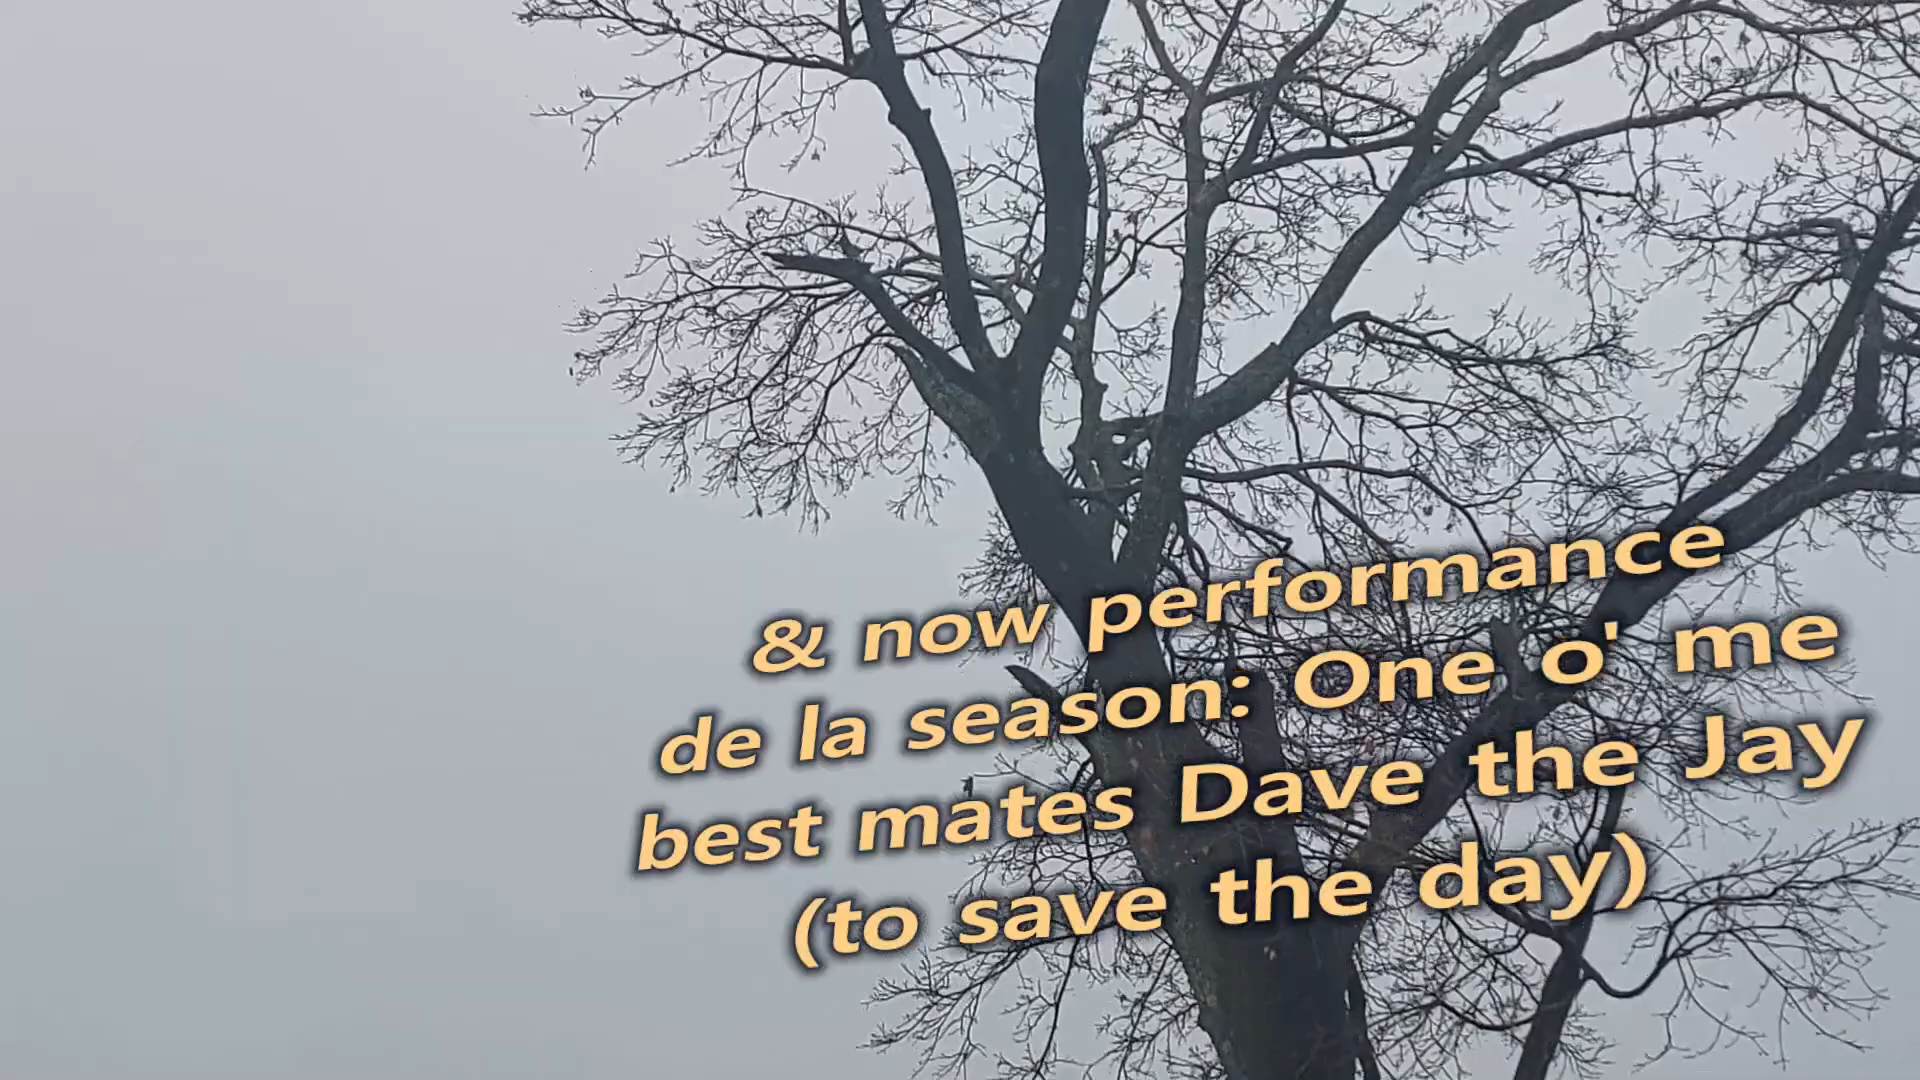 & now performance
de la season: One o' me
best mates Dave the Jay
(to save the day)